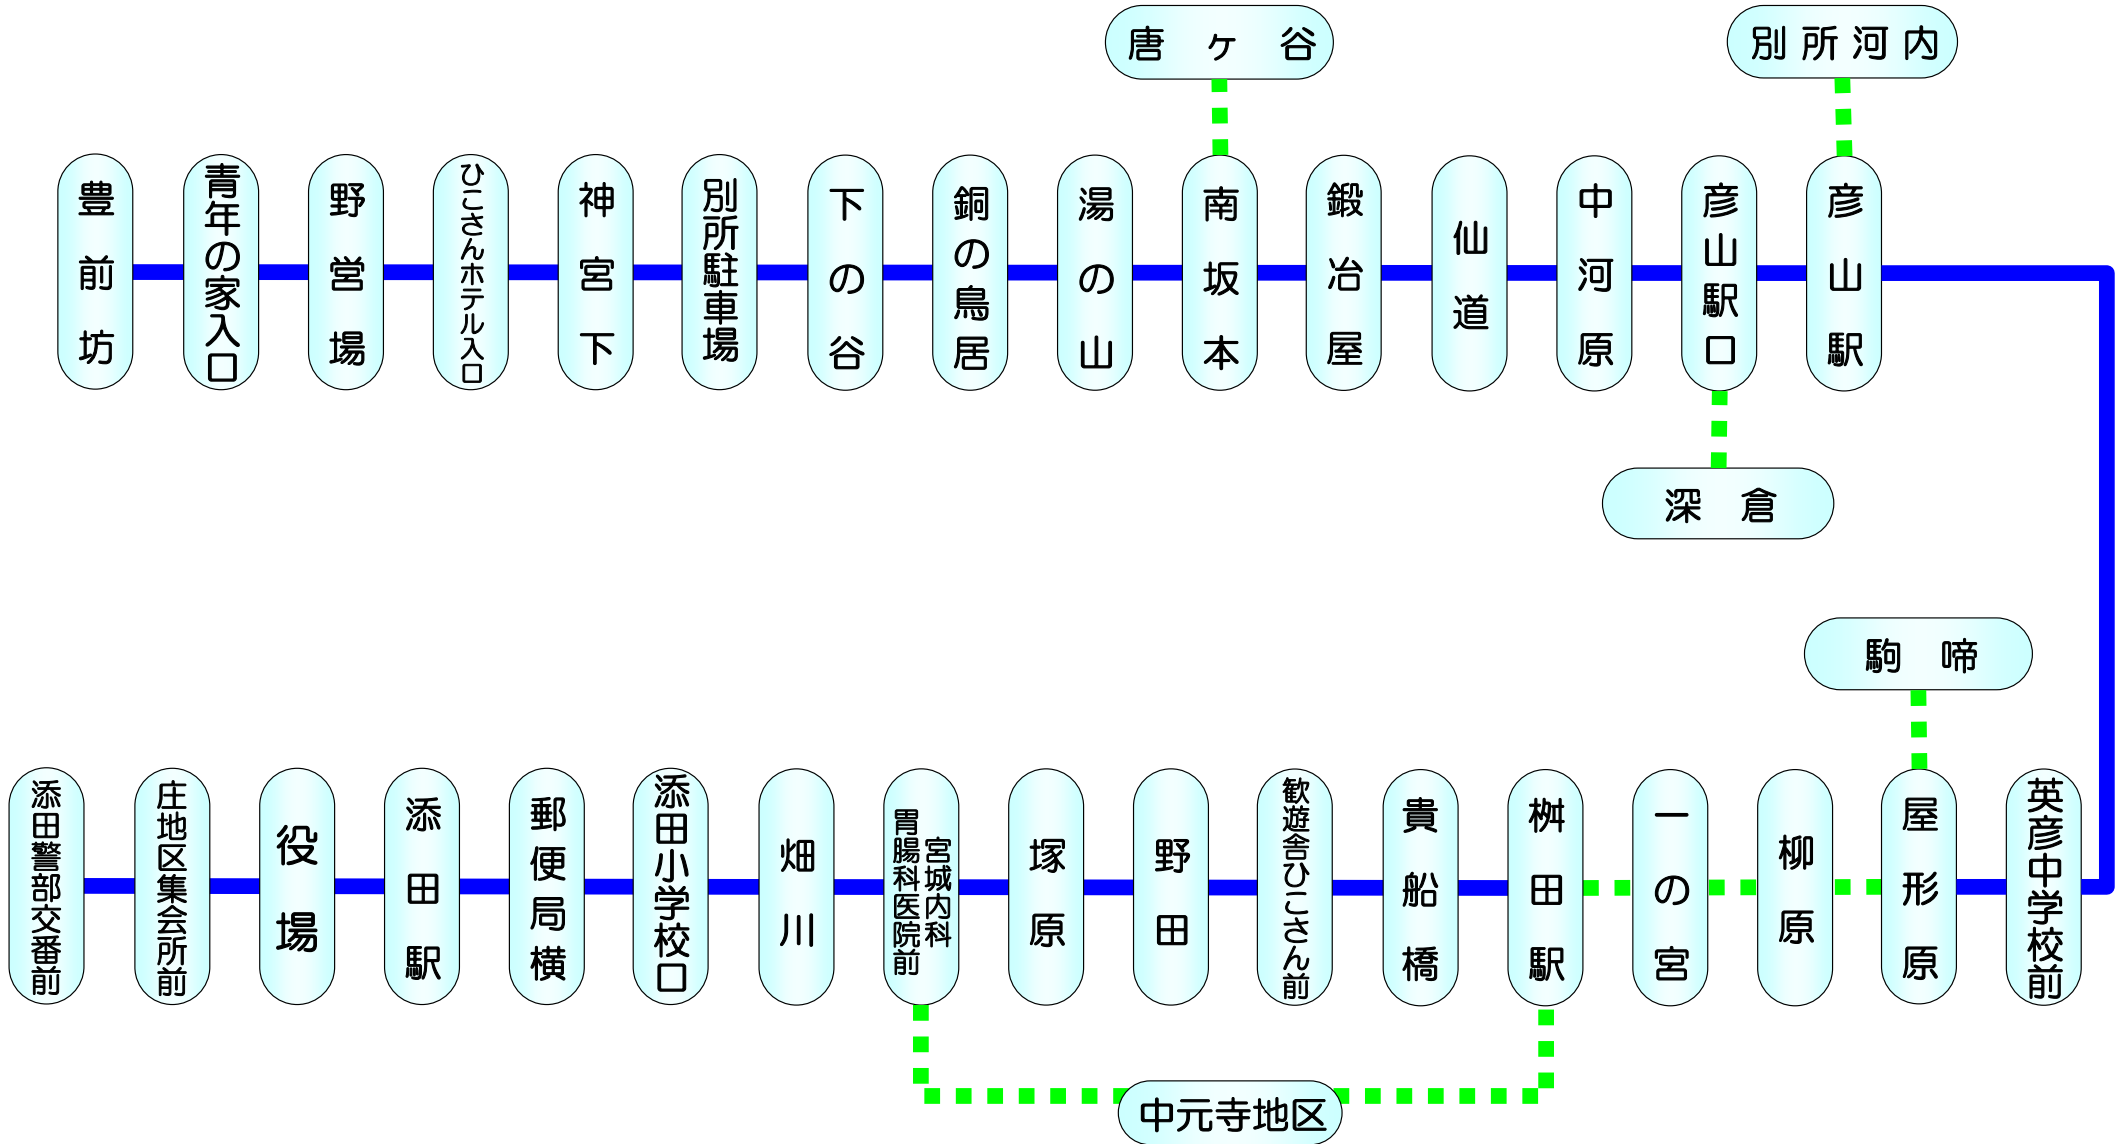 唐ヶ谷
別所河内
豊前坊
青年の家入口
野営場
ひこさんホテル入口
神宮下
別所駐車場
下の谷
銅の鳥居
湯の山
南坂本
鍛冶屋
仙道
中河原
彦山駅口
彦山駅
深倉
駒啼
添田警部交番前
庄地区集会所前
役場
添田駅
郵便局横
添田小学校口
畑川
宮城内科
胃腸科医院前
塚原
野田
歓遊舎ひこさん前
貴船橋
桝田駅
一の宮
柳原
屋形原
英彦中学校前
中元寺地区